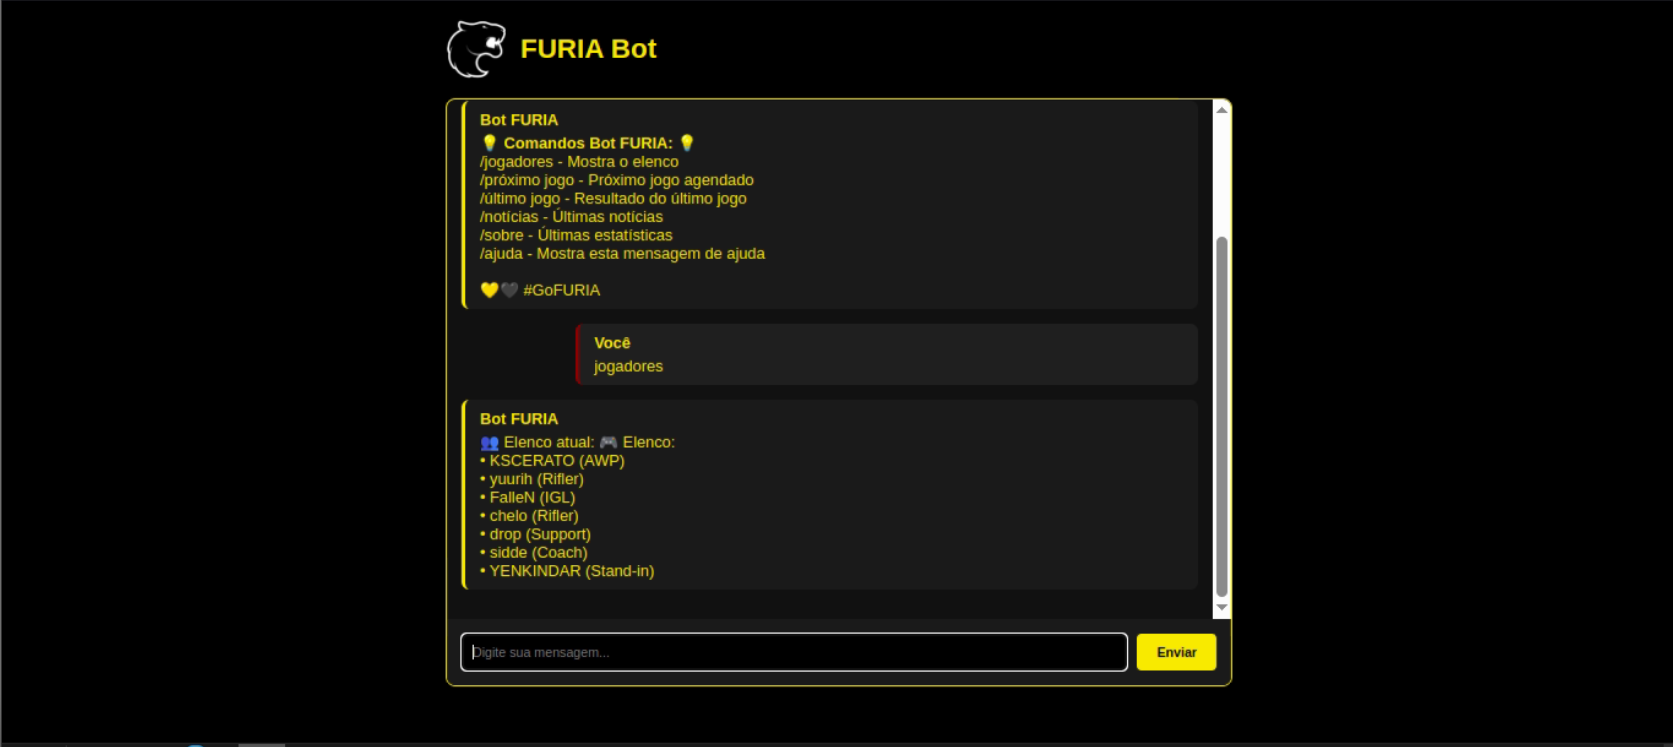 FURIA Bot
Bot FURIA
💡 Comandos Bot FURIA: 💡
/jogadores - Mostra o elenco
/próximo jogo - Próximo jogo agendado
/último jogo - Resultado do último jogo
/notícias - Últimas notícias
/sobre - Últimas estatísticas
/ajuda - Mostra esta mensagem de ajuda
💛🖤 #GoFURIA
Você
jogadores
Bot FURIA
👥 Elenco atual: 🎮 Elenco:
• KSCERATO (AWP)
• yuurih (Rifler)
• FalleN (IGL)
• chelo (Rifler)
• drop (Support)
• sidde (Coach)
• YENKINDAR (Stand-in)
Digite sua mensagem...
Enviar